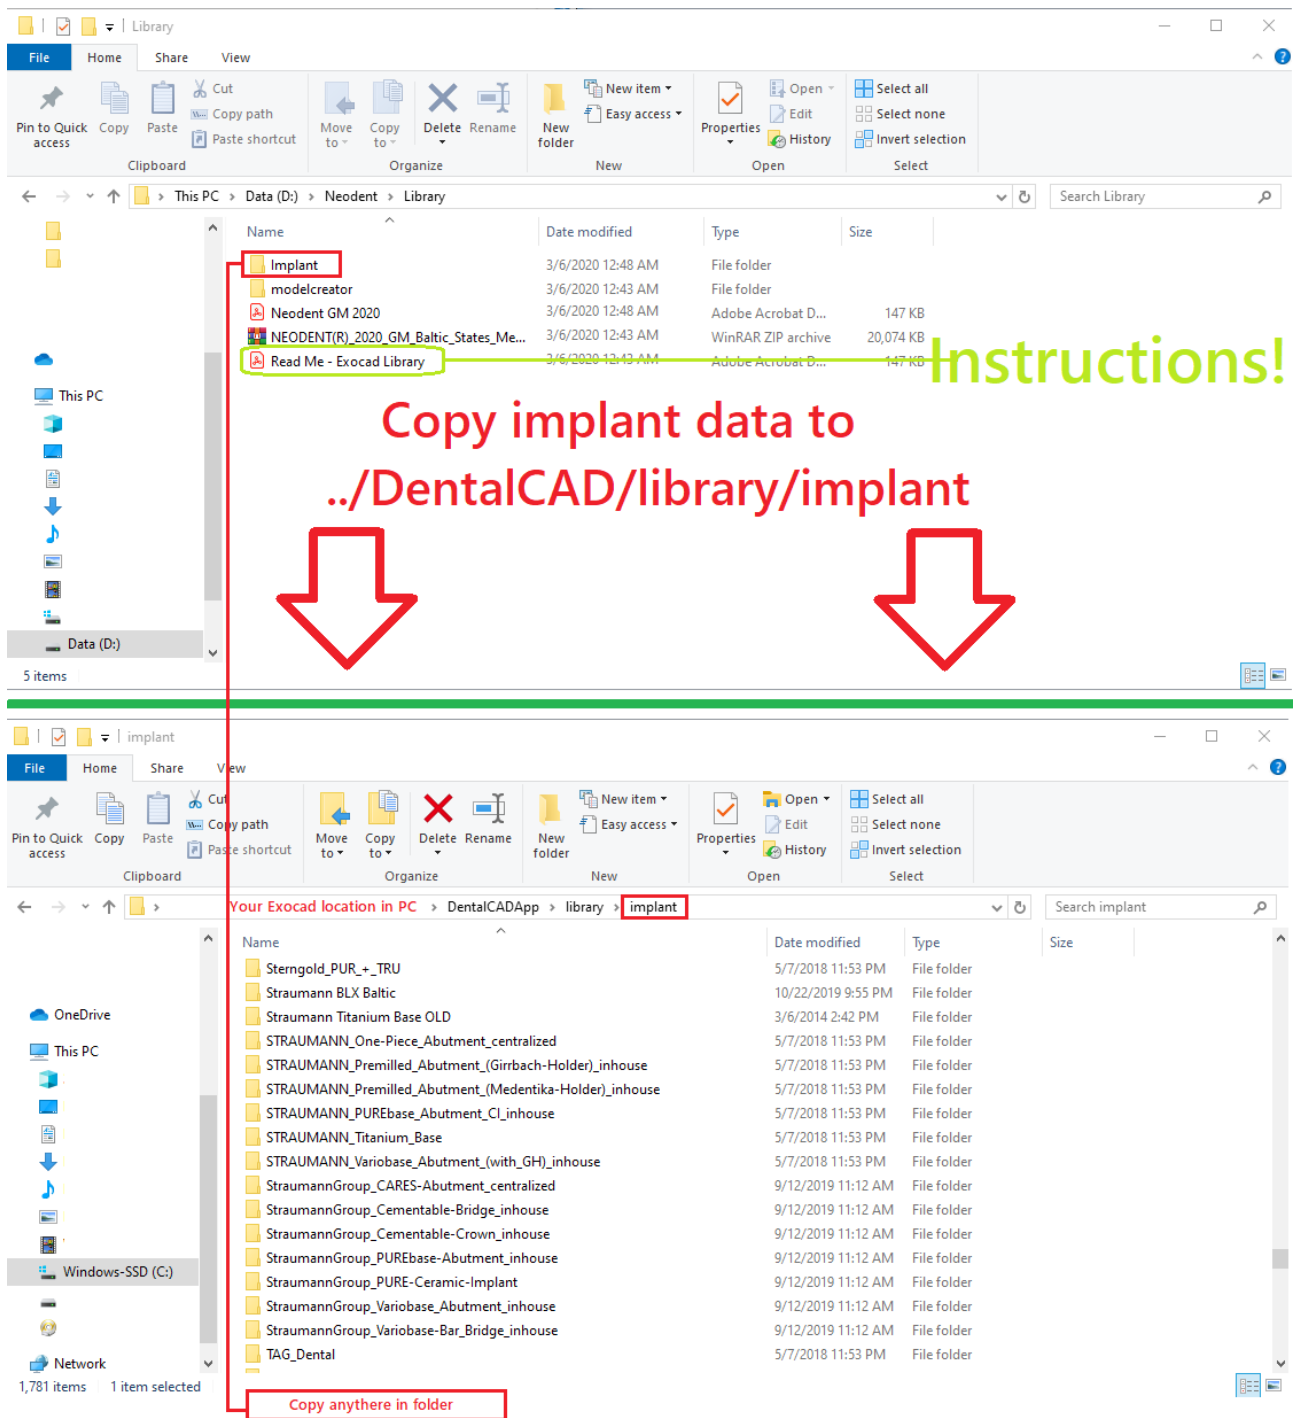 Library
File Home Share View
Pin to Quick access
Copy
Paste
Cut
Copy path
Paste shortcut
Move to
Copy to
Delete
Rename
New folder
New item
Easy access
Properties
Open
Edit
History
Select all
Select none
Invert selection
Clipboard Organize New Open Select
This PC > Data (D:) > Neodent > Library
Search Library
Name Date modified Type Size
Implant 3/6/2020 12:48 AM File folder
modelcreator 3/6/2020 12:43 AM File folder
Neodent GM 2020 3/6/2020 12:48 AM Adobe Acrobat D... 147 KB
NEODENT(R)_2020_GM_Baltic_States_Me... 3/6/2020 12:43 AM WinRAR ZIP archive 20,074 KB
Read Me - Exocad Library 3/6/2020 12:43 AM Adobe Acrobat D... 147 KB
Instructions!
This PC
Copy implant data to
../DentalCAD/library/implant
Data (D:)
5 items
implant
File Home Share View
Pin to Quick access
Copy
Paste
Cut
Copy path
Paste shortcut
Move to
Copy to
Delete
Rename
New folder
New item
Easy access
Properties
Open
Edit
History
Select all
Select none
Invert selection
Clipboard Organize New Open Select
Your Exocad location in PC > DentalCADApp > library > implant
Search implant
Name Date modified Type Size
Sterngold_PUR_+_TRU 5/7/2018 11:53 PM File folder
Straumann BLX Baltic 10/22/2019 9:55 PM File folder
Straumann Titanium Base OLD 3/6/2014 2:42 PM File folder
STRAUMANN_One-Piece_Abutment_centralized 5/7/2018 11:53 PM File folder
STRAUMANN_Premilled_Abutment_(Girrbach-Holder)_inhouse 5/7/2018 11:53 PM File folder
STRAUMANN_Premilled_Abutment_(Medentika-Holder)_inhouse 5/7/2018 11:53 PM File folder
STRAUMANN_PUREbase_Abutment_CI_inhouse 5/7/2018 11:53 PM File folder
STRAUMANN_Titanium_Base 5/7/2018 11:53 PM File folder
STRAUMANN_Variobase_Abutment_(with_GH)_inhouse 5/7/2018 11:53 PM File folder
StraumannGroup_CARES-Abutment_centralized 9/12/2019 11:12 AM File folder
StraumannGroup_Cementable-Bridge_inhouse 9/12/2019 11:12 AM File folder
StraumannGroup_Cementable-Crown_inhouse 9/12/2019 11:12 AM File folder
StraumannGroup_PUREbase-Abutment_inhouse 9/12/2019 11:12 AM File folder
StraumannGroup_PURE-Ceramic-Implant 9/12/2019 11:12 AM File folder
StraumannGroup_Variobase_Abutment_inhouse 9/12/2019 11:12 AM File folder
StraumannGroup_Variobase-Bar_Bridge_inhouse 9/12/2019 11:12 AM File folder
TAG_Dental 5/7/2018 11:53 PM File folder
OneDrive
This PC
Windows-SSD (C:)
Network
1,781 items 1 item selected
Copy anythere in folder